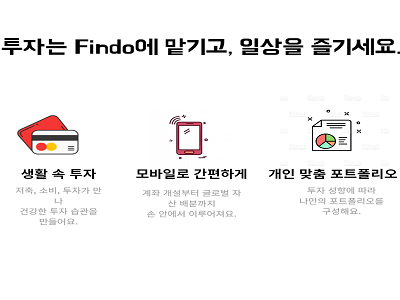 투자는 Findo에 맡기고, 일상을 즐기세요.
생활 속 투자
모바일로 간편하게
개인 맞춤 포트폴리오
저축, 소비, 투자가 만
나
건강한 투자 습관을
만들어요.
계좌 개설부터 글로벌 자
산 배분까지
손 안에서 이루어져요.
투자 성향에 따라
나만의 포트폴리오를
구성해요.